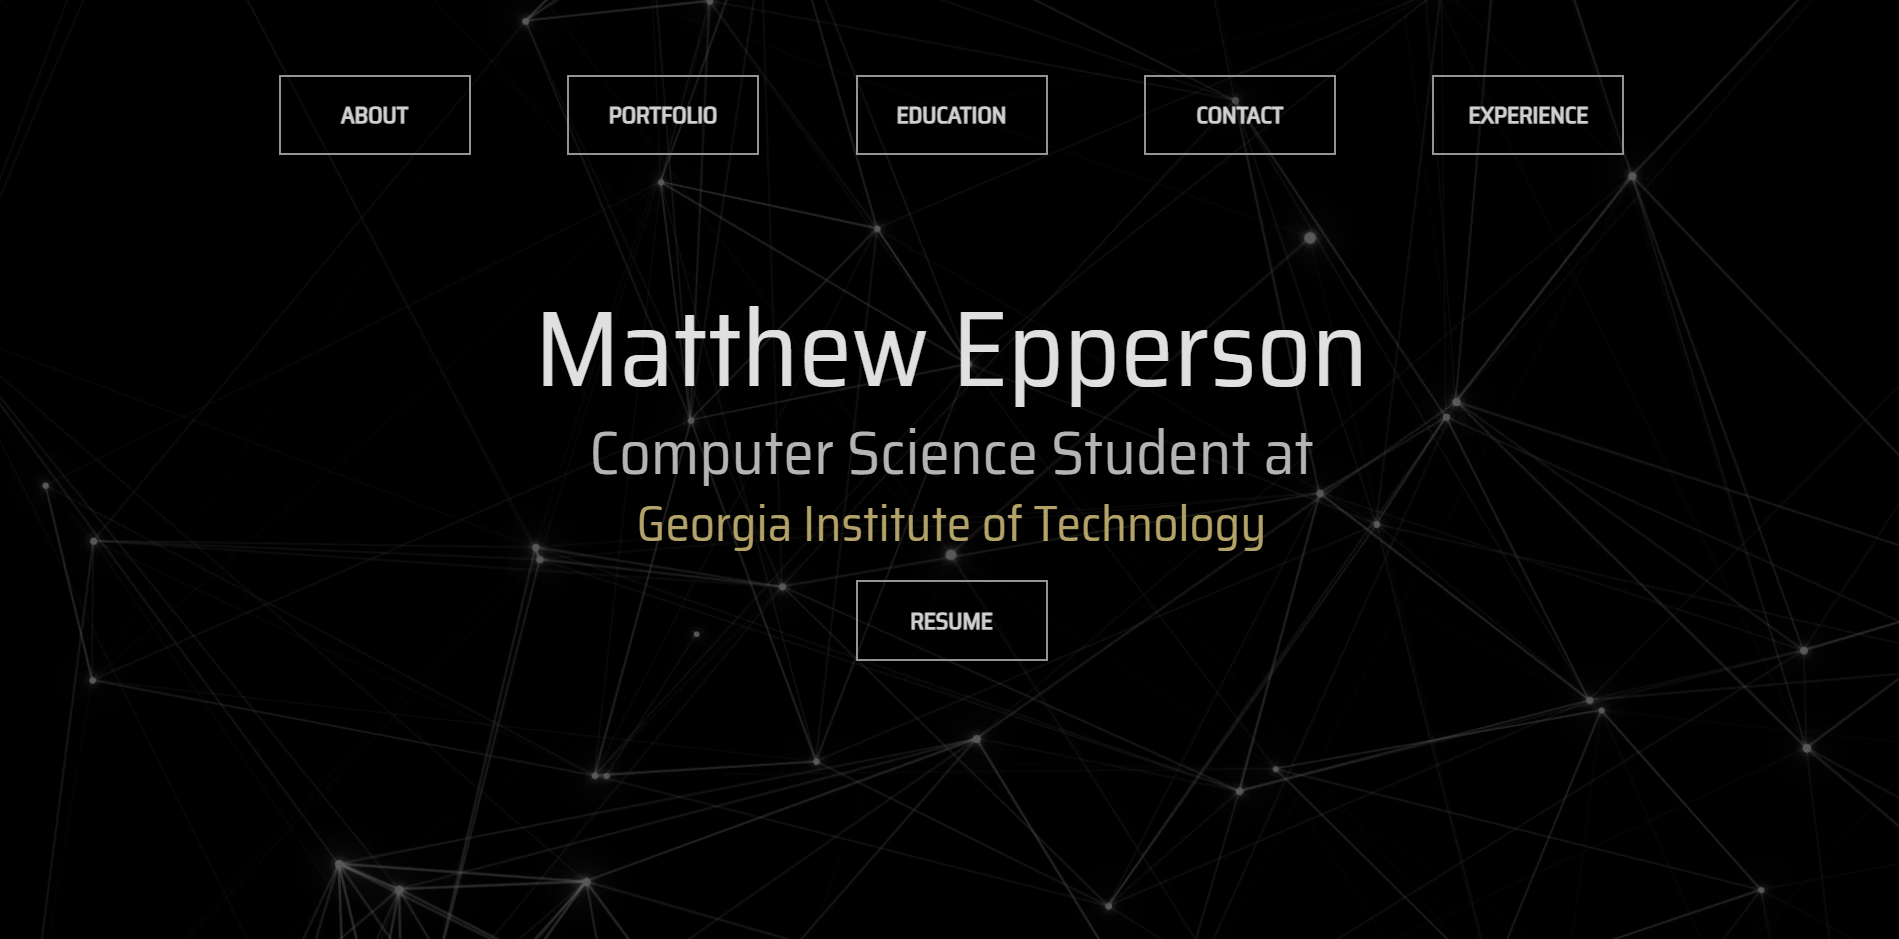 ABOUT
PORTFOLIO
EDUCATION
CONTACT
EXPERIENCE
Matthew Epperson
Computer Science Student at
Georgia Institute of Technology
RESUME